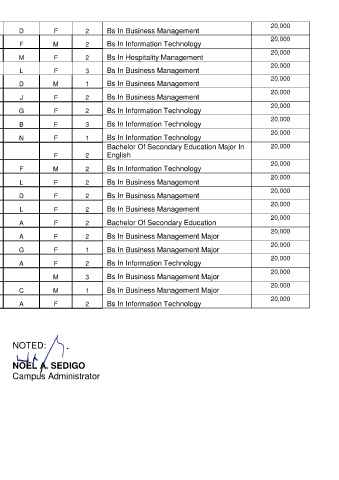 D F 2 Bs In Business Management 20,000
F M 2 Bs In Information Technology 20,000
M F 2 Bs In Hospitality Management 20,000
L F 3 Bs In Business Management 20,000
D M 1 Bs In Information Technology 20,000
J F 2 Bs In Business Management 20,000
G F 2 Bs In Information Technology 20,000
B F 3 Bs In Information Technology 20,000
N F 1 Bs In Information Technology 20,000
F 2 Bachelor Of Secondary Education Major In 20,000
English
F M 2 Bs In Information Technology 20,000
L F 2 Bs In Business Management 20,000
D F 2 Bs In Business Management 20,000
L F 2 Bs In Business Management 20,000
A F 2 Bachelor Of Secondary Education 20,000
A F 2 Bs In Business Management Major 20,000
G F 1 Bs In Business Management Major 20,000
A F 2 Bs In Information Technology 20,000
M 3 Bs In Business Management Major 20,000
C M 1 Bs In Business Management Major 20,000
A F 2 Bs In Information Technology 20,000
NOTED:
NOEL A. SEDIGO
Campus Administrator